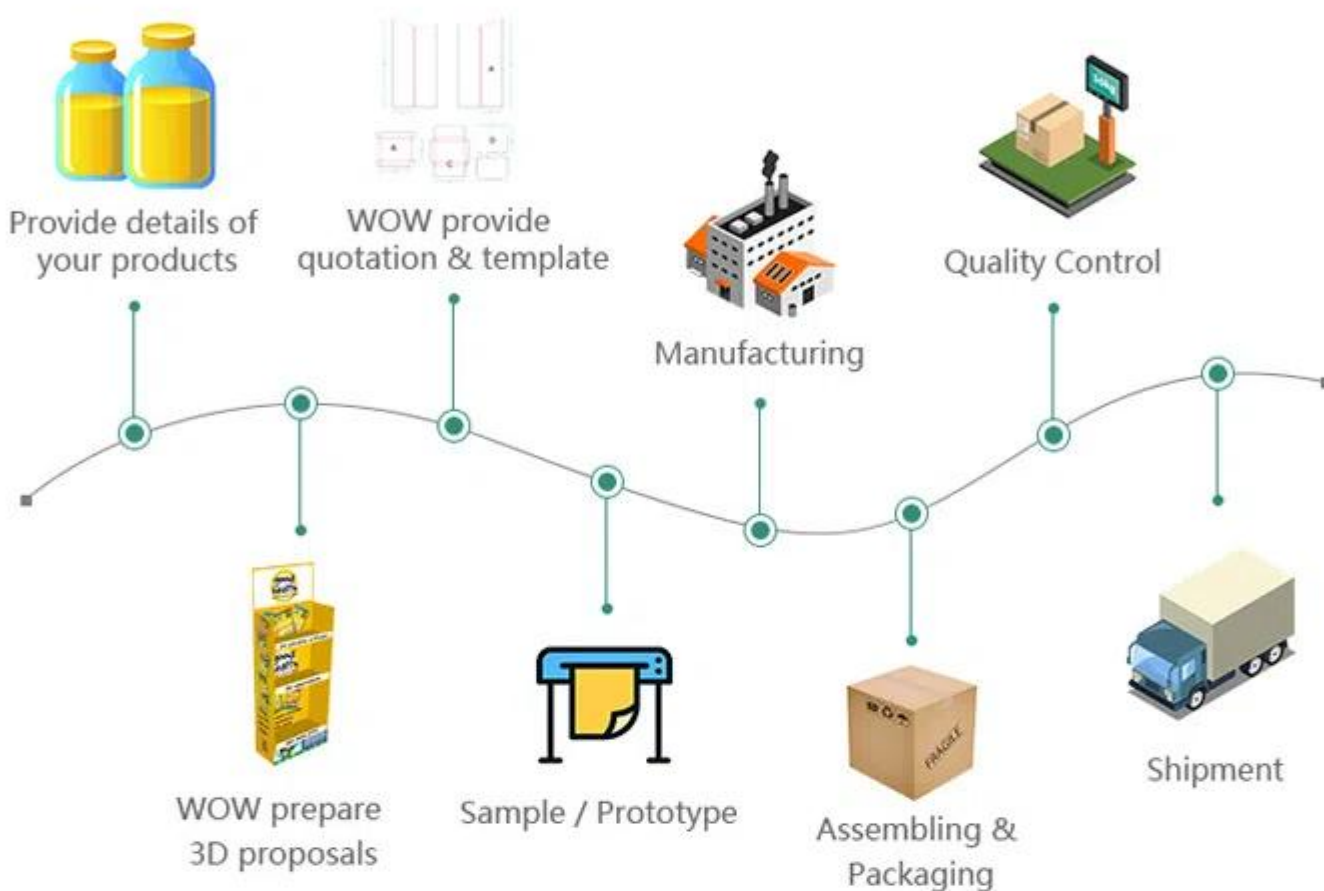 Provide details of
your products
WOW prepare
3D proposals
WOW provide
quotation & template
Sample / Prototype
Manufacturing
Assembling &
Packaging
FRAGILE
Quality Control
Shipment